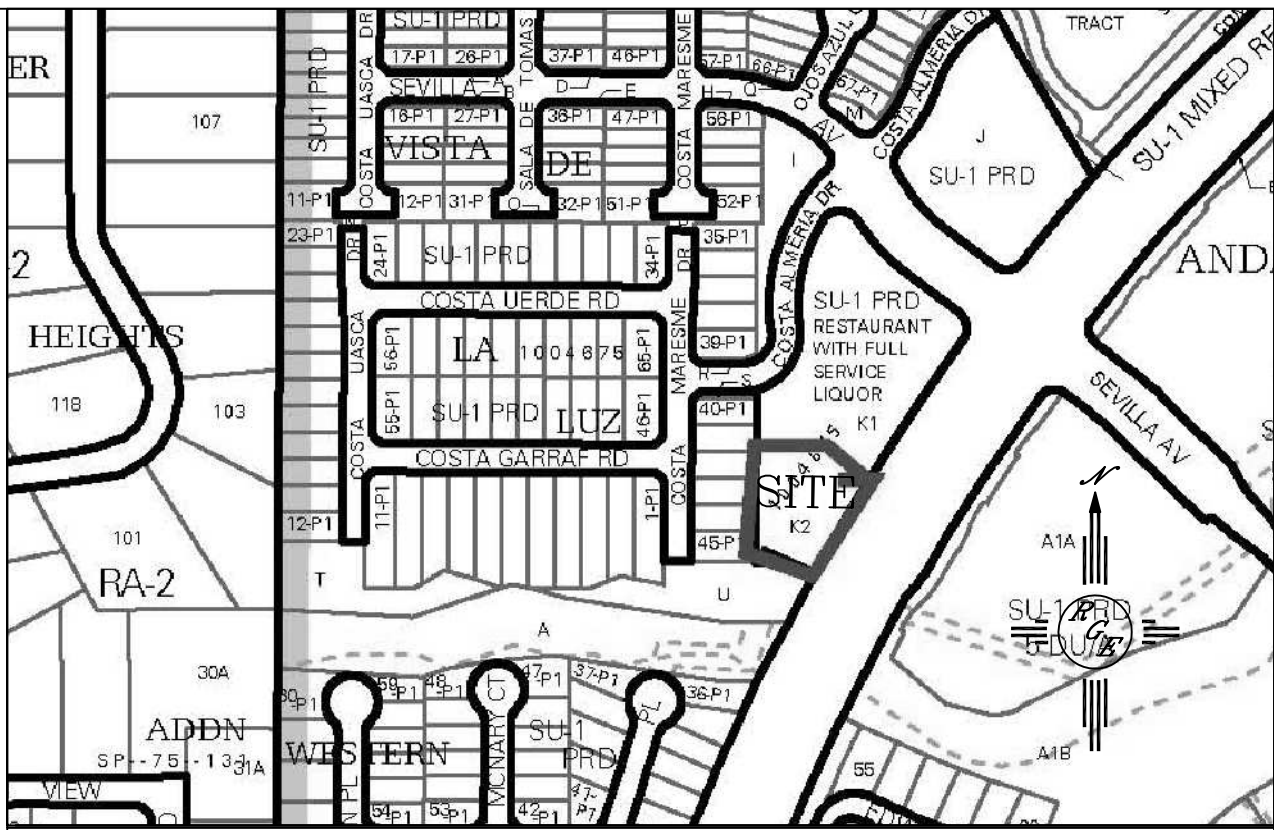 SU-1 PRD
TRACT
ER
107
SU-1 PRD
COSTA UASCA DR
17-P1
26-P1
37-P1
46-P1
57-P1
66-P1
SEVILLA
A
B
D
E
H
Q
SALA DE TOMAS
COSTA MARESME
OJOS AZUL
67-P1
M
COSTA ALMERIA DR
SU-1 MIXED RE
16-P1
27-P1
36-P1
47-P1
56-P1
AV
VISTA
DE
I
J
SU-1 PRD
11-P1
12-P1
31-P1
O
32-P1
51-P1
52-P1
23-P1
DR
24-P1
SU-1 PRD
34-P1
DR
35-P1
COSTA ALMERIA DR
-2
ANDA
COSTA UERDE RD
SU-1 PRD
RESTAURANT
WITH FULL
SERVICE
LIQUOR
K1
HEIGHTS
UASCA
56-P1
LA
1004675
65-P1
MARESME
39-P1
R
S
118
103
COSTA
55-P1
SU-1 PRD
LUZ
46-P1
COSTA
40-P1
SEVILLA AV
COSTA GARRAF RD
SITE
K2
N
12-P1
11-P1
1-P1
45-P1
101
RA-2
T
U
A1A
SU-1 PRD
5 DU/
RGE
A
30A
59-P1
48-P1
47-P1
37-P1
36-P1
ADDN
WESTERN
MCNARY CT
SU-1
PRD
PL
A1B
SP--75--131
31A
VIEW
N PL
54-P1
53-P1
42-P1
41-P1
55